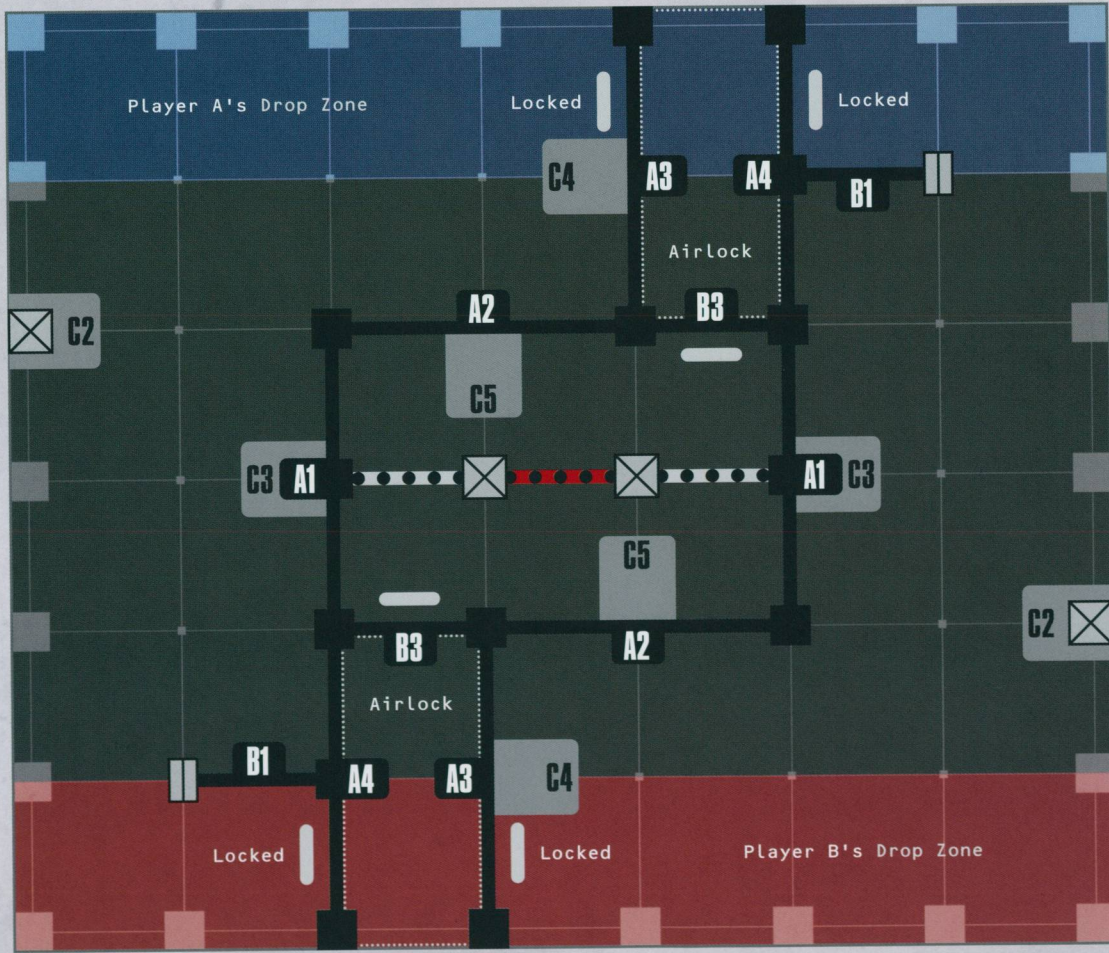 Player A's Drop Zone
Locked
Locked
C4
A3
A4
B1
Airlock
A2
B3
C2
C5
C3
A1
A1
C3
C5
C2
B3
A2
Airlock
B1
A4
A3
C4
Locked
Locked
Player B's Drop Zone